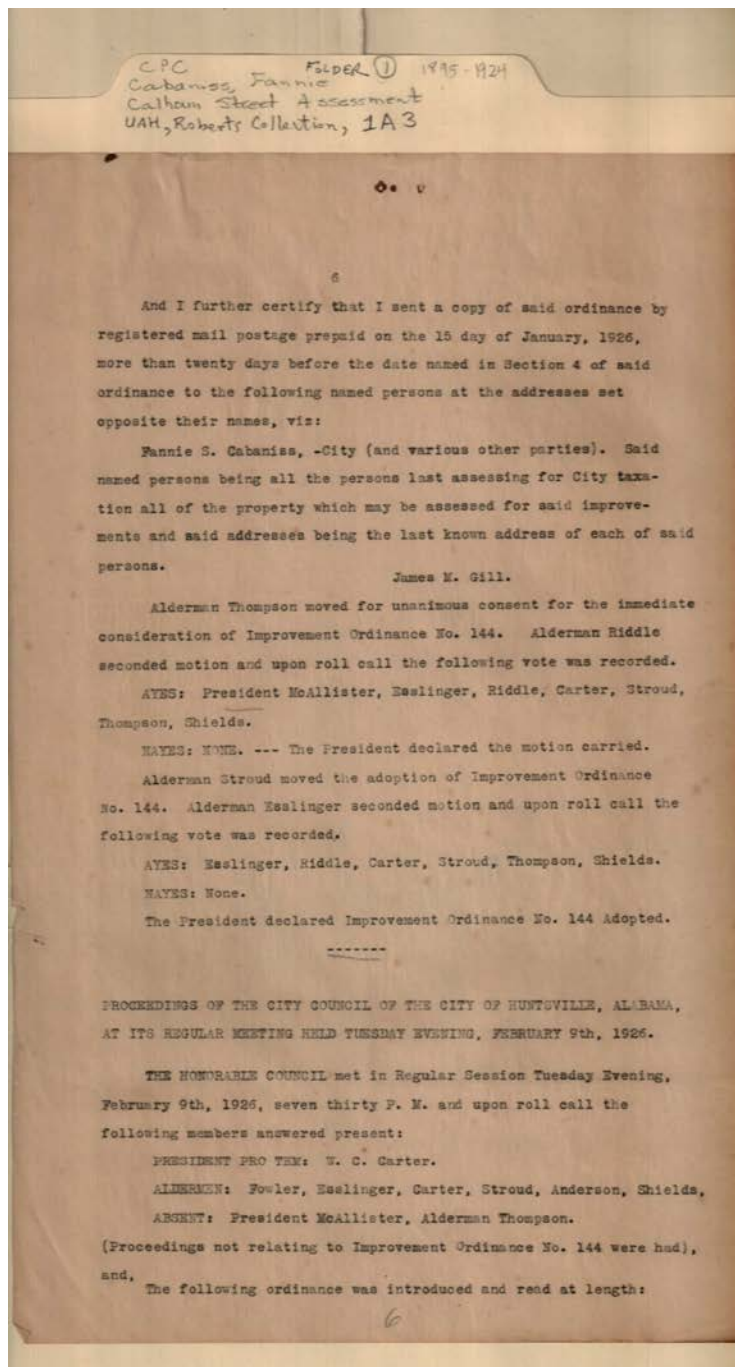 CPC FOLDER 1 1895-1924
Cabaniss, Fannie
Calhoun Street Assessment
UAH, Roberts Collection, 1A3
6
And I further certify that I sent a copy of said ordinance by
registered mail postage prepaid on the 15 day of January, 1926,
more than twenty days before the date named in Section 4 of said
ordinance to the following named persons at the addresses set
opposite their names, viz:
Fannie S. Cabaniss, -City (and various other parties). Said
named persons being all the persons last assessing for City taxa-
tion all of the property which may be assessed for said improve-
ments and said addresses being the last known address of each of said
persons.
James M. Gill.
Alderman Thompson moved for unanimous consent for the immediate
consideration of Improvement Ordinance No. 144. Alderman Riddle
seconded motion and upon roll call the following vote was recorded.
AYES: President McAllister, Esslinger, Riddle, Carter, Stroud,
Thompson, Shields.
NAYES: NONE. --- The President declared the motion carried.
Alderman Stroud moved the adoption of Improvement Ordinance
No. 144. Alderman Esslinger seconded motion and upon roll call the
following vote was recorded.
AYES: Esslinger, Riddle, Carter, Stroud, Thompson, Shields.
NAYES: None.
The President declared Improvement Ordinance No. 144 Adopted.
-------
PROCEEDINGS OF THE CITY COUNCIL OF THE CITY OF HUNTSVILLE, ALABAMA,
AT ITS REGULAR MEETING HELD TUESDAY EVENING, FEBRUARY 9th, 1926.
THE HONORABLE COUNCIL met in Regular Session Tuesday Evening,
February 9th, 1926, seven thirty P. M. and upon roll call the
following members answered present:
PRESIDENT PRO TEM: W. C. Carter.
ALDERMEN: Fowler, Esslinger, Carter, Stroud, Anderson, Shields,
ABSENT: President McAllister, Alderman Thompson.
(Proceedings not relating to Improvement Ordinance No. 144 were had),
and,
The following ordinance was introduced and read at length:
6